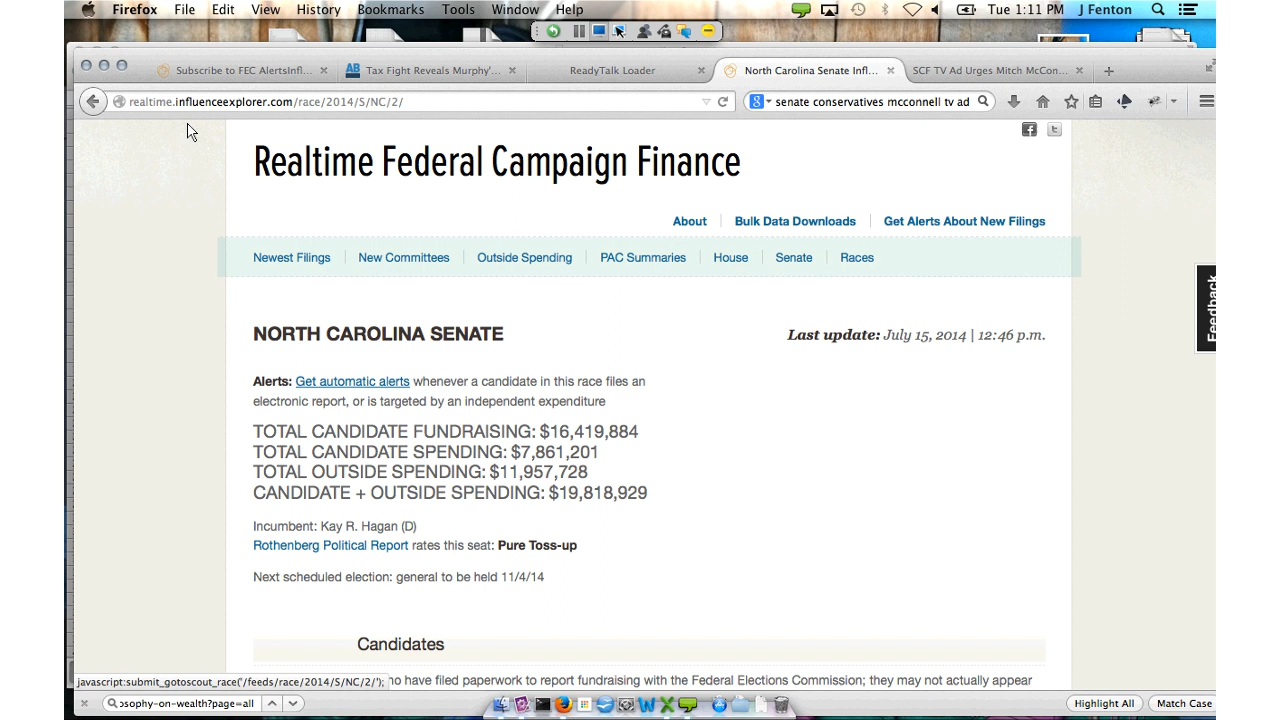 Firefox File Edit View History Bookmarks Tools Window Help Tue 1:11 PM J Fenton
Subscribe to FEC AlertsInfl... AB Tax Fight Reveals Murphy'... ReadyTalk Loader North Carolina Senate Infl... SCF TV Ad Urges Mitch McCon...
realtime.influenceexplorer.com/race/2014/S/NC/2/ senate conservatives mcconnell tv ad
Realtime Federal Campaign Finance
About Bulk Data Downloads Get Alerts About New Filings
Newest Filings New Committees Outside Spending PAC Summaries House Senate Races
Feedback
NORTH CAROLINA SENATE Last update: July 15, 2014 | 12:46 p.m.
Alerts: Get automatic alerts whenever a candidate in this race files an
electronic report, or is targeted by an independent expenditure
TOTAL CANDIDATE FUNDRAISING: $16,419,884
TOTAL CANDIDATE SPENDING: $7,861,201
TOTAL OUTSIDE SPENDING: $11,957,728
CANDIDATE + OUTSIDE SPENDING: $19,818,929
Incumbent: Kay R. Hagan (D)
Rothenberg Political Report rates this seat: Pure Toss-up
Next scheduled election: general to be held 11/4/14
Candidates
javascript:submit_gotoscout_race('/feeds/race/2014/S/NC/2/'); ho have filed paperwork to report fundraising with the Federal Elections Commission; they may not actually appear
osophy-on-wealth?page=all Highlight All Match Case